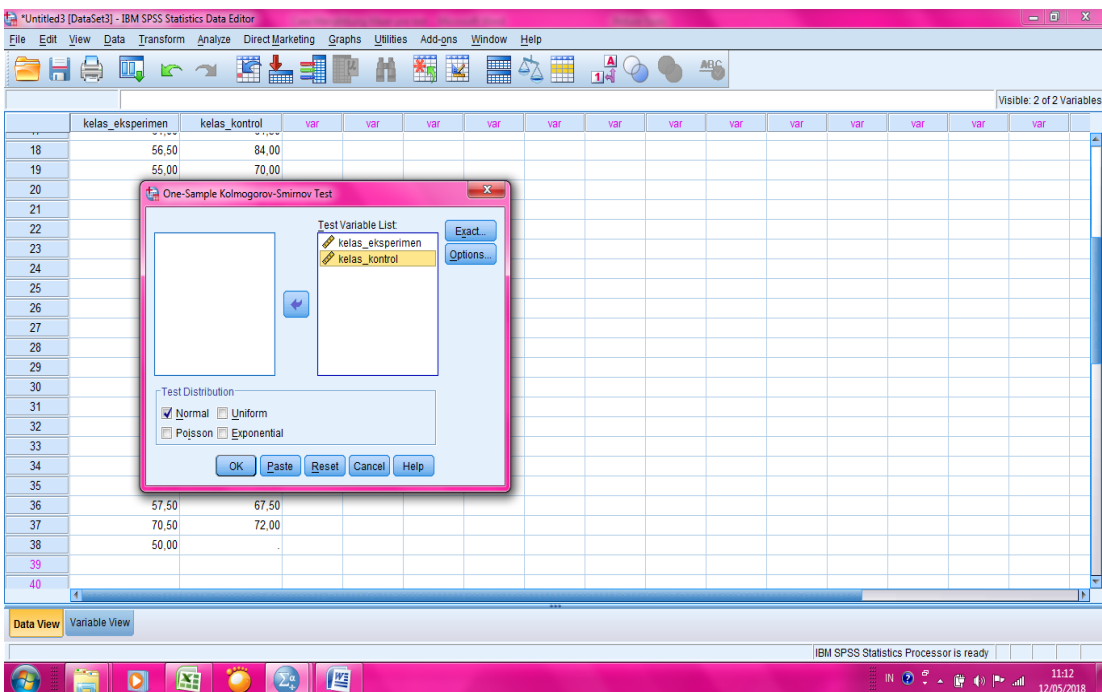 *Untitled3 [DataSet3] - IBM SPSS Statistics Data Editor
File Edit View Data Transform Analyze Direct Marketing Graphs Utilities Add-ons Window Help
Visible: 2 of 2 Variables
kelas_eksperimen kelas_kontrol var var var var var var var var var var var
18 56,50 84,00
19 55,00 70,00
20
21
22
23
24
25
26
27
28
29
30
31
32
33
34
35
36 57,50 67,50
37 70,50 72,00
38 50,00 .
39
40
One-Sample Kolmogorov-Smirnov Test
Test Variable List:
kelas_eksperimen
kelas_kontrol
Exact...
Options...
Test Distribution
Normal Uniform
Poisson Exponential
OK Paste Reset Cancel Help
Data View Variable View
IBM SPSS Statistics Processor is ready
IN 11:12
12/05/2018